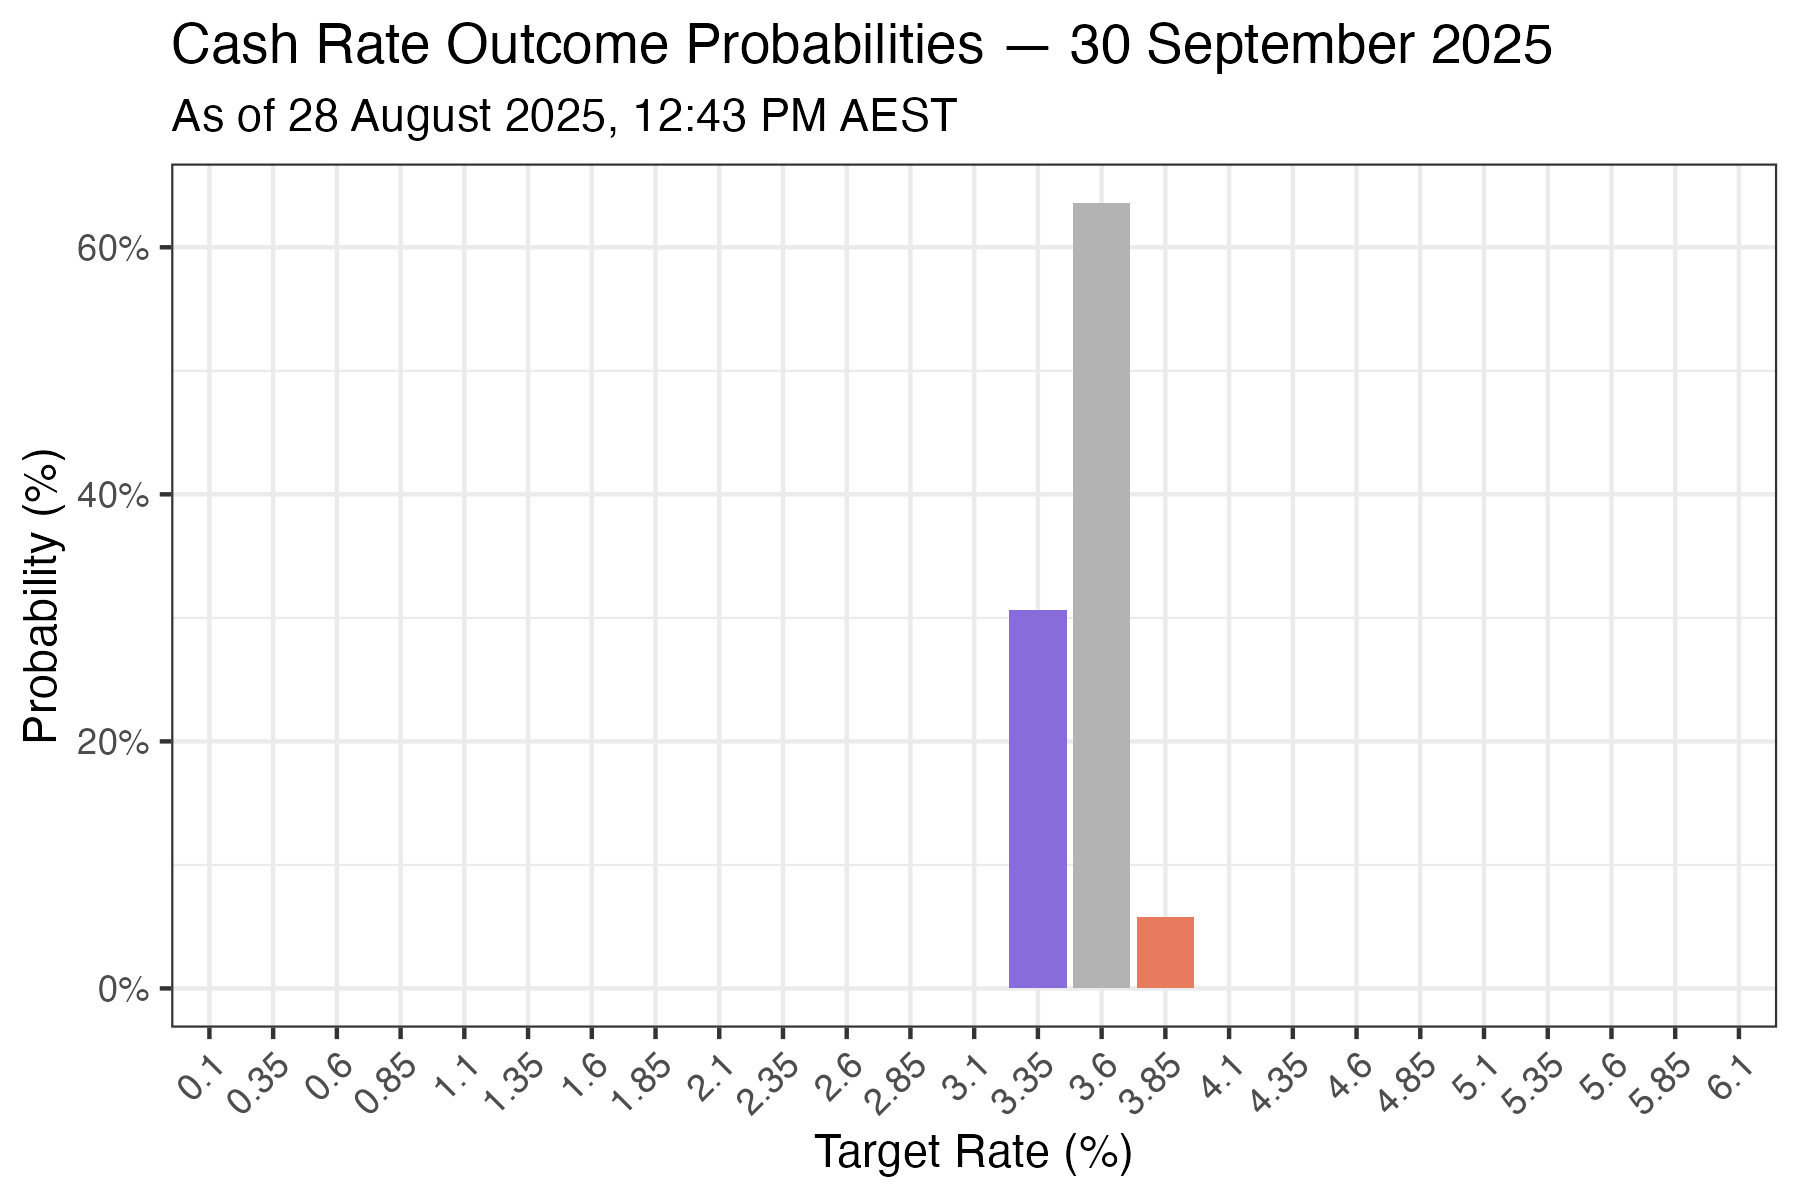 Cash Rate Outcome Probabilities — 30 September 2025
As of 28 August 2025, 12:43 PM AEST
Probability (%)
60%
40%
20%
0%
0.1 0.35 0.6 0.85 1.1 1.35 1.6 1.85 2.1 2.35 2.6 2.85 3.1 3.35 3.6 3.85 4.1 4.35 4.6 4.85 5.1 5.35 5.6 5.85 6.1
Target Rate (%)